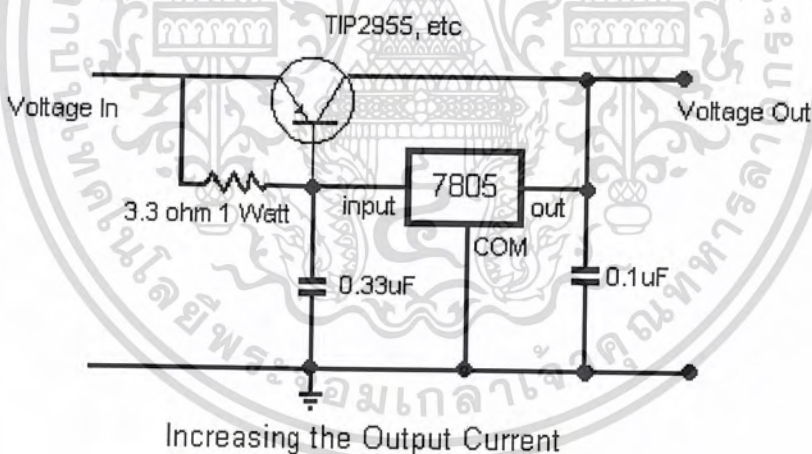 TIP2955, etc
Voltage In
Voltage Out
7805
input
out
3.3 ohm 1 Watt
COM
0.33uF
0.1uF
Increasing the Output Current